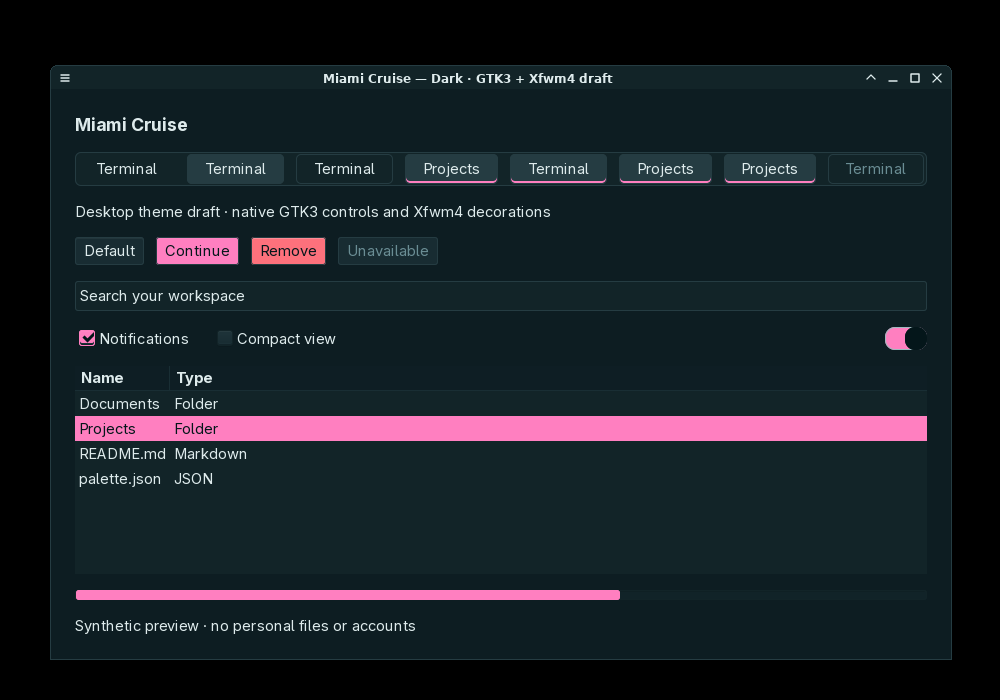 Miami Cruise — Dark · GTK3 + Xfwm4 draft
Miami Cruise
Terminal Terminal Terminal Projects Terminal Projects Projects Terminal
Desktop theme draft · native GTK3 controls and Xfwm4 decorations
Default Continue Remove Unavailable
Search your workspace
Notifications Compact view
Name Type
Documents Folder
Projects Folder
README.md Markdown
palette.json JSON
Synthetic preview · no personal files or accounts